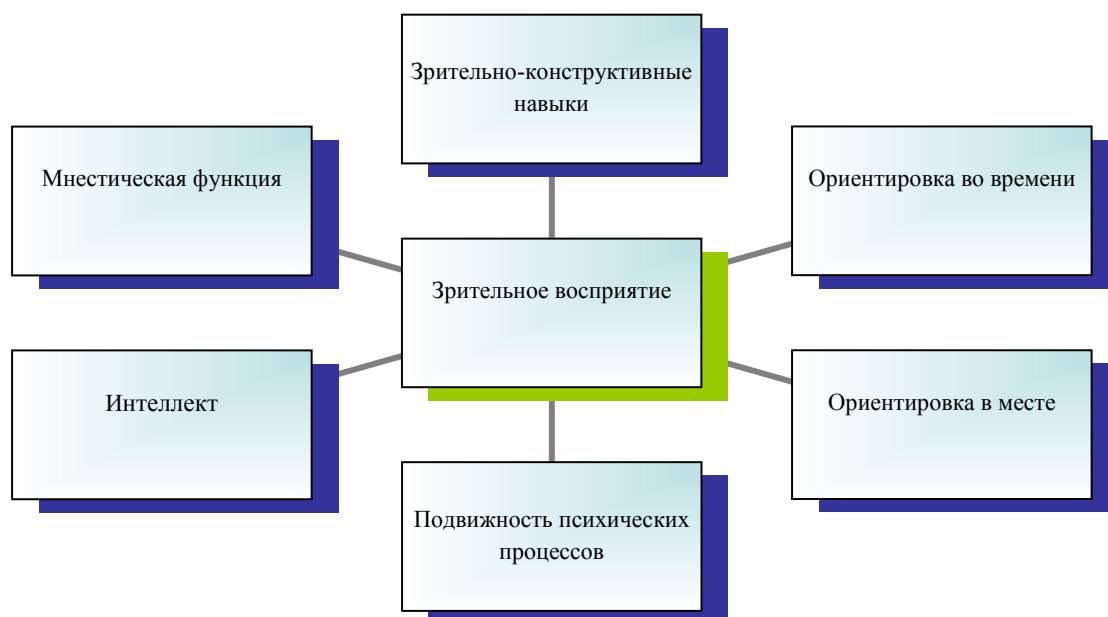 Зрительно-конструктивные
навыки
Мнестическая функция
Ориентировка во времени
Зрительное восприятие
Интеллект
Ориентировка в месте
Подвижность психических
процессов